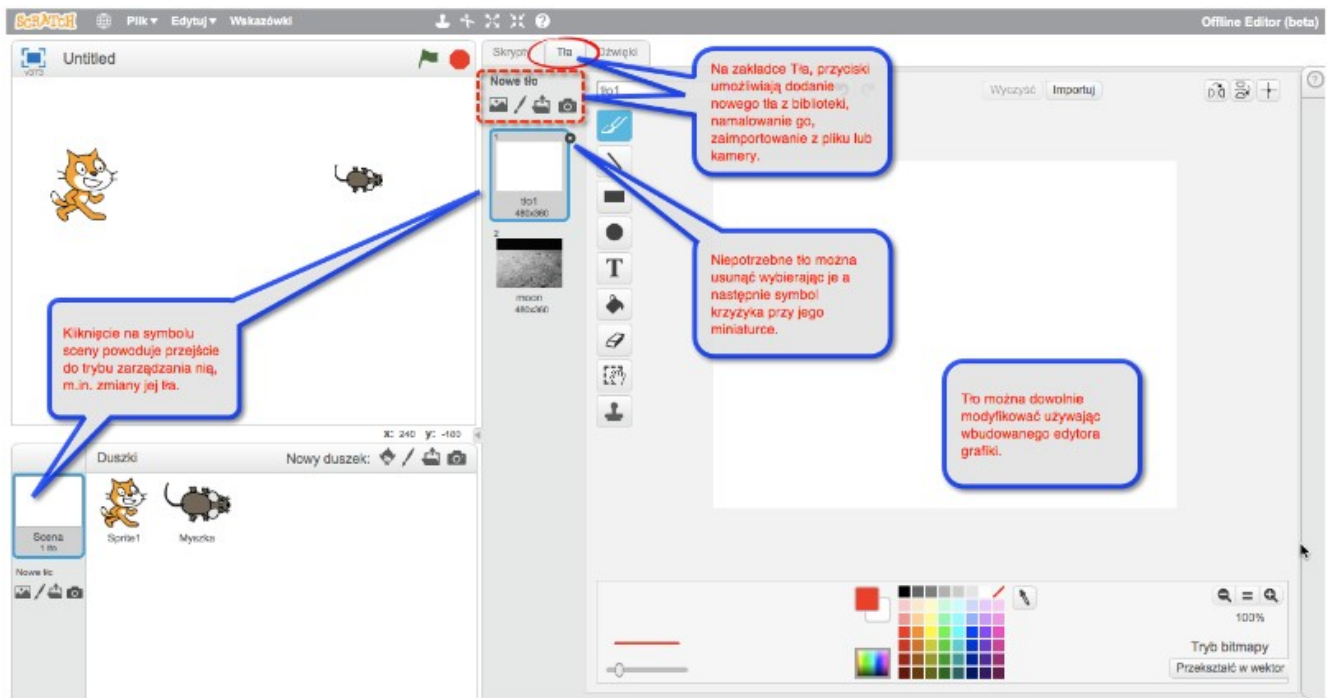 SCRATCH Plik Edytuj Wskazówki
Offline Editor (beta)
v373
Untitled
Skrypty Tła Dźwięki
Nowe tło
tło1
Wyczyść Importuj
Na zakładce Tła, przyciski
umożliwiają dodanie
nowego tła z biblioteki,
namalowanie go,
zaimportowanie z pliku lub
kamery.
1
tło1
480x360
2
moon
480x360
Niepotrzebne tło można
usunąć wybierając je a
następnie symbol
krzyżyka przy jego
miniaturce.
Kliknięcie na symbolu
sceny powoduje przejście
do trybu zarządzania nią,
m.in. zmiany jej tła.
Tło można dowolnie
modyfikować używając
wbudowanego edytora
grafiki.
T
X: 240 y: -180
Duszki Nowy duszek:
Scena
1 tło
Sprite1 Myszka
Nowe tło
100%
Tryb bitmapy
Przekształć w wektor